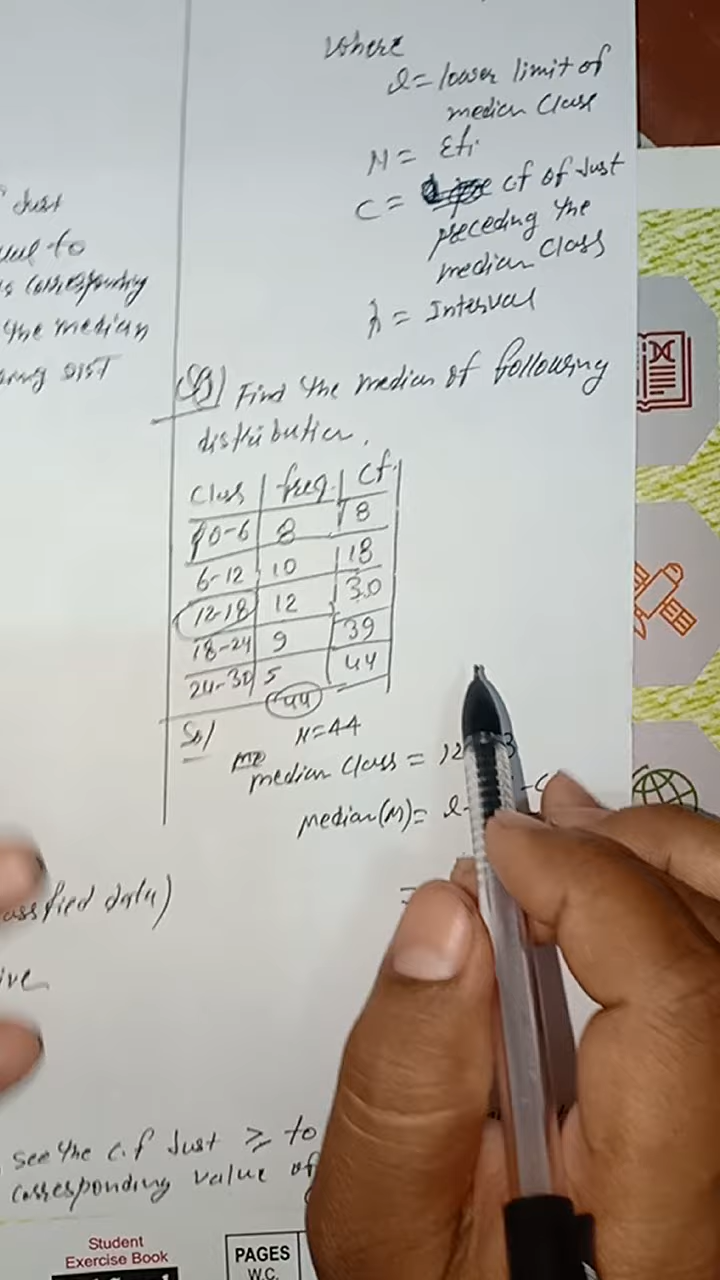 where
l = lower limit of
median class
N = Σfi
C = cf of Just
preceding the
median class
h = Interval
Just
to
corresponding
the median
Q) Find the median of following
distribution.
Class | freq. | cf.
0-6 | 8 | 8
6-12 | 10 | 18
12-18 | 12 | 30
18-24 | 9 | 39
24-30 | 5 | 44
44
Sol N=44
median class = 12
median(M) = l
=
data)
see the c.f Just ≥ to
corresponding value of
Student
Exercise Book
PAGES
W.C.